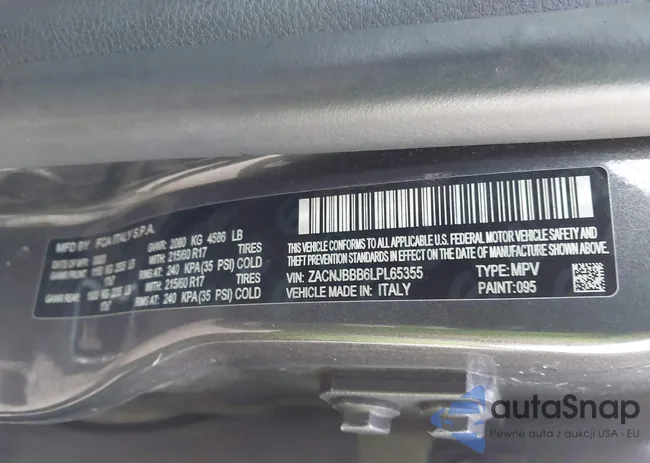 MFD BY FCA ITALY S.P.A.
GVWR: 2080 KG 4586 LB
WITH: 215/60 R17 TIRES
RIMS AT: 240 KPA(35 PSI) COLD
WITH: 215/60 R17 TIRES
RIMS AT: 240 KPA(35 PSI) COLD
THIS VEHICLE CONFORMS TO ALL APPLICABLE U.S. FEDERAL MOTOR VEHICLE SAFETY AND
THEFT PREVENTION STANDARDS IN EFFECT ON THE DATE OF MANUFACTURE SHOWN ABOVE.
VIN: ZACNJBBB6LPL65355 TYPE: MPV
VEHICLE MADE IN: ITALY PAINT: 095
autaSnap
Pewne auta z aukcji USA i EU